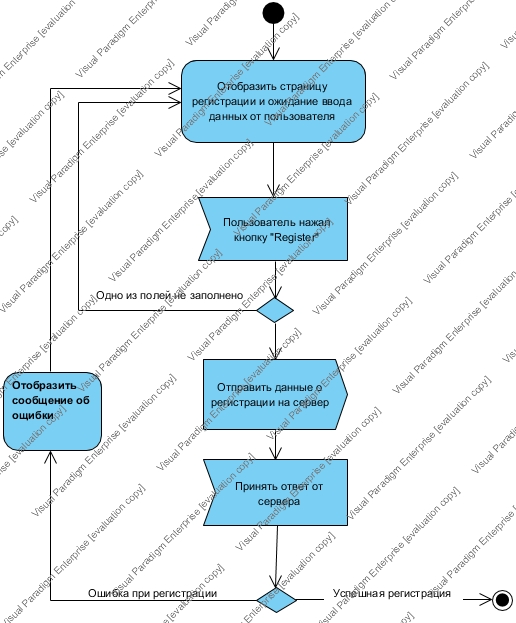 Отобразить страницу
регистрации и ожидание ввода
данных от пользователя
Пользователь нажал
кнопку "Register"
Одно из полей не заполнено
Отобразить
сообщение об
ощибки
Отправить данные о
регистрации на сервер
Принять ответ от
сервера
Ошибка при регистрации
Успешная регистрация
Visual Paradigm Enterprise [evaluation copy]